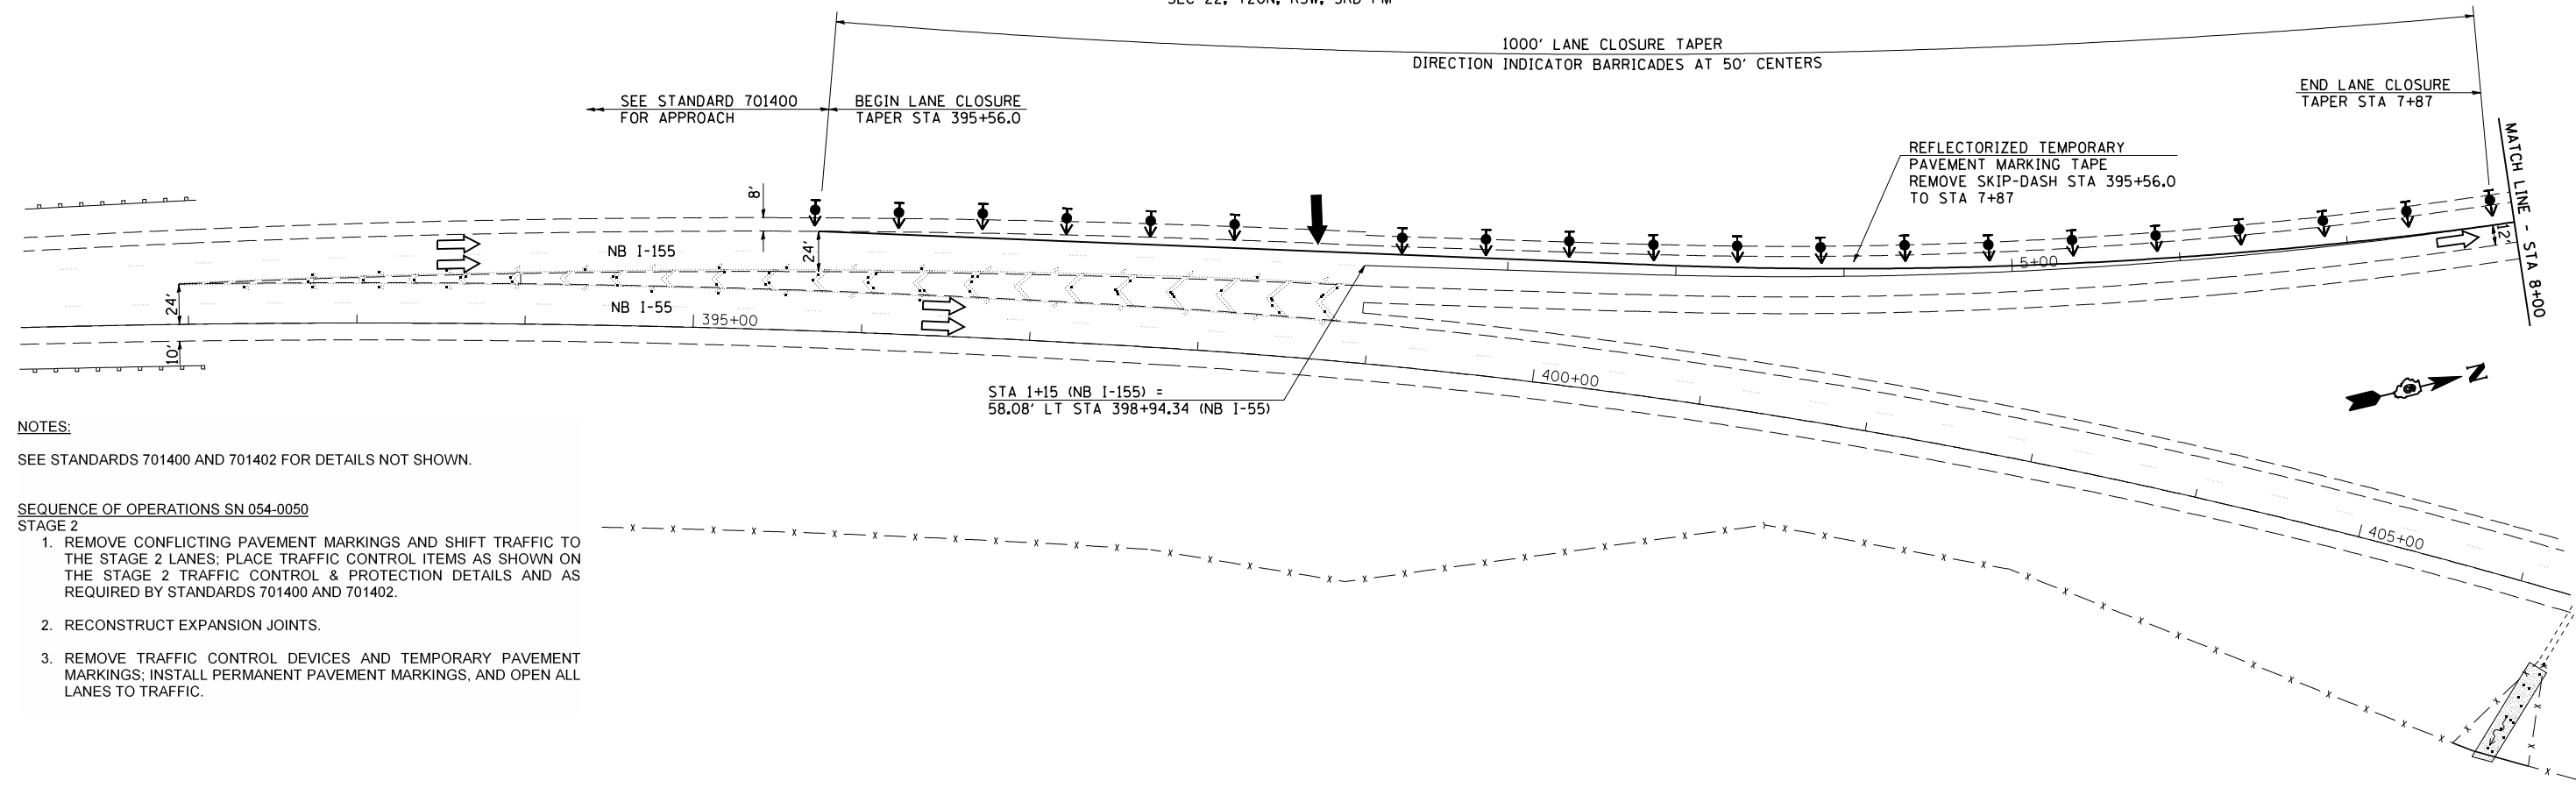 1000' LANE CLOSURE TAPER
DIRECTION INDICATOR BARRICADES AT 50' CENTERS
SEE STANDARD 701400
FOR APPROACH
BEGIN LANE CLOSURE
TAPER STA 395+56.0
END LANE CLOSURE
TAPER STA 7+87
MATCH LINE - STA 8+00
REFLECTORIZED TEMPORARY
PAVEMENT MARKING TAPE
REMOVE SKIP-DASH STA 395+56.0
TO STA 7+87
8'
24'
NB I-155
12'
5+00
24'
NB I-55
395+00
10'
400+00
STA 1+15 (NB I-155) =
58.08' LT STA 398+94.34 (NB I-55)
N
405+00
NOTES:
SEE STANDARDS 701400 AND 701402 FOR DETAILS NOT SHOWN.
SEQUENCE OF OPERATIONS SN 054-0050
STAGE 2
1. REMOVE CONFLICTING PAVEMENT MARKINGS AND SHIFT TRAFFIC TO
THE STAGE 2 LANES; PLACE TRAFFIC CONTROL ITEMS AS SHOWN ON
THE STAGE 2 TRAFFIC CONTROL & PROTECTION DETAILS AND AS
REQUIRED BY STANDARDS 701400 AND 701402.
2. RECONSTRUCT EXPANSION JOINTS.
3. REMOVE TRAFFIC CONTROL DEVICES AND TEMPORARY PAVEMENT
MARKINGS; INSTALL PERMANENT PAVEMENT MARKINGS, AND OPEN ALL
LANES TO TRAFFIC.